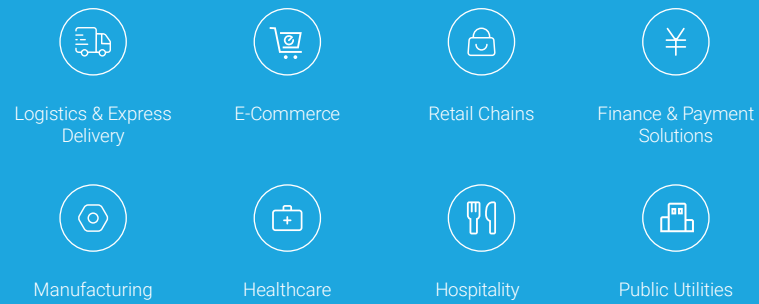 Logistics & Express
Delivery
E-Commerce
Retail Chains
Finance & Payment
Solutions
Manufacturing
Healthcare
Hospitality
Public Utilities